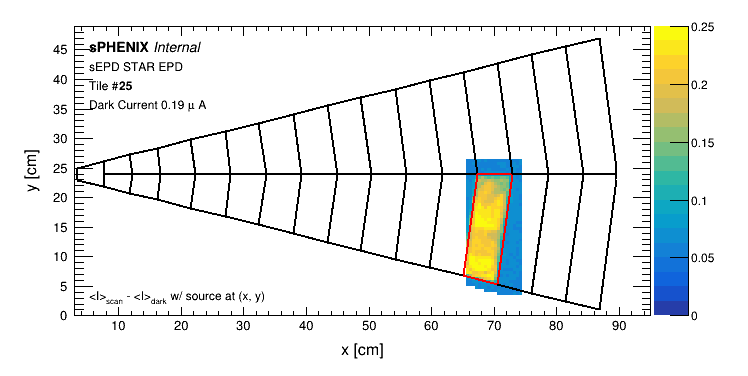 sPHENIX Internal
sEPD STAR EPD
Tile #25
Dark Current 0.19 μ A
<I>scan - <I>dark w/ source at (x, y)
y [cm]
45
40
35
30
25
20
15
10
5
0
10 20 30 40 50 60 70 80 90
x [cm]
0.25
0.2
0.15
0.1
0.05
0